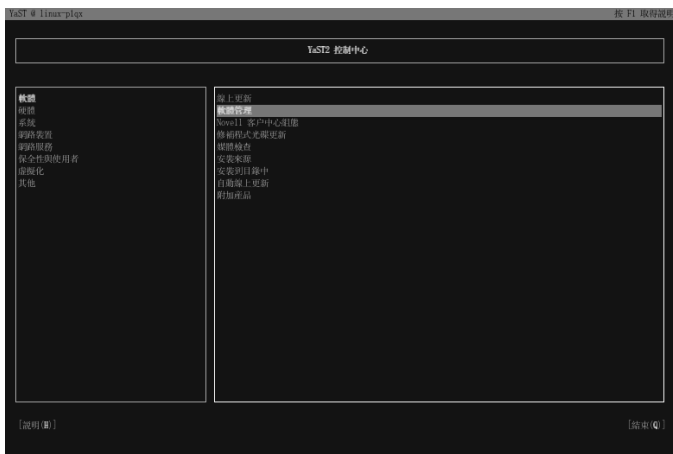 YaST @ linux-plqx
按 F1 取得說明
YaST2 控制中心
軟體
硬體
系統
網路裝置
網路服務
保全性與使用者
虛擬化
其他
線上更新
軟體管理
Novell 客戶中心組態
修補程式光碟更新
媒體檢查
安裝來源
安裝到目錄中
自動線上更新
附加產品
[說明(H)]
[結束(Q)]